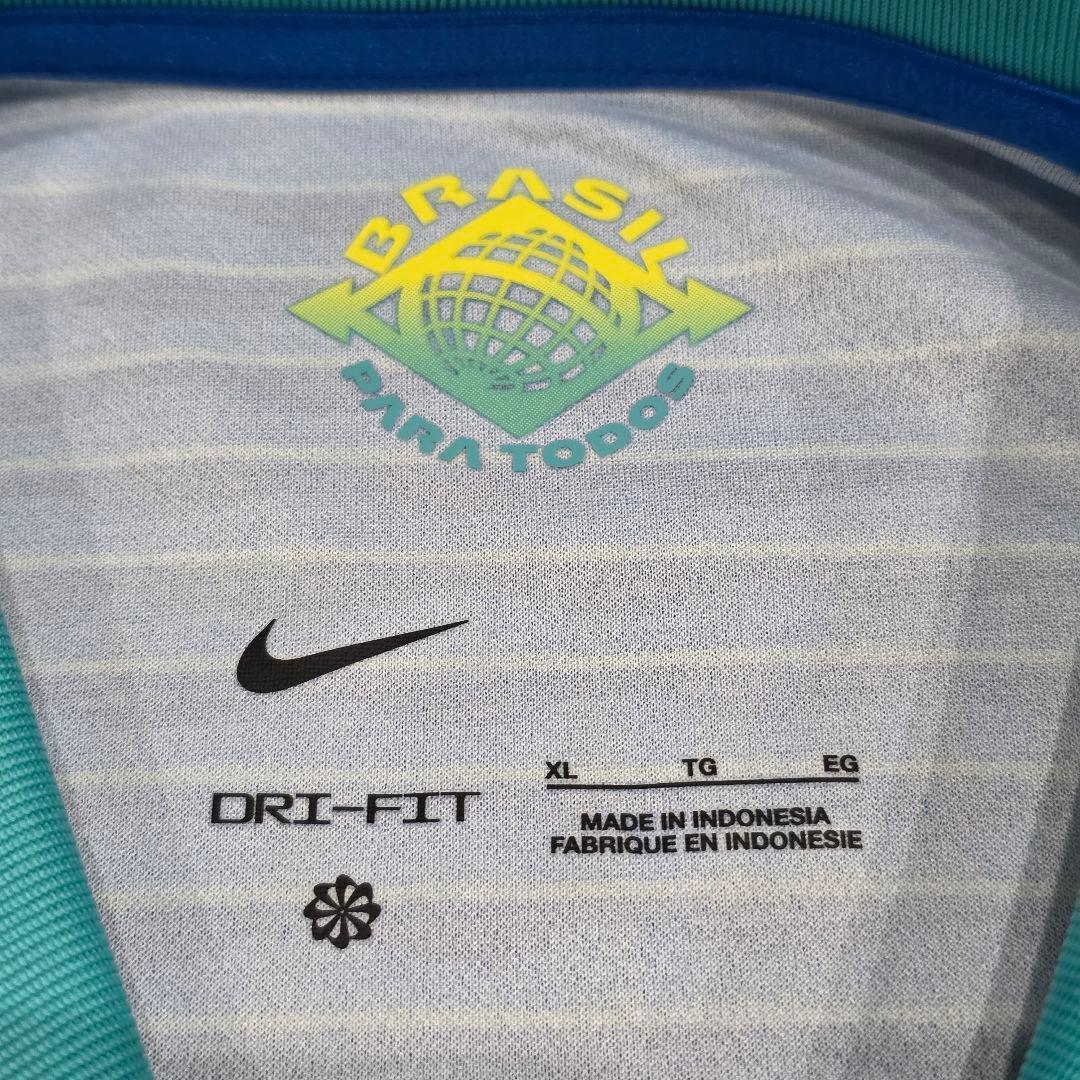 BRASIL
PARA TODOS
DRI-FIT
XL TG EG
MADE IN INDONESIA
FABRIQUE EN INDONESIE